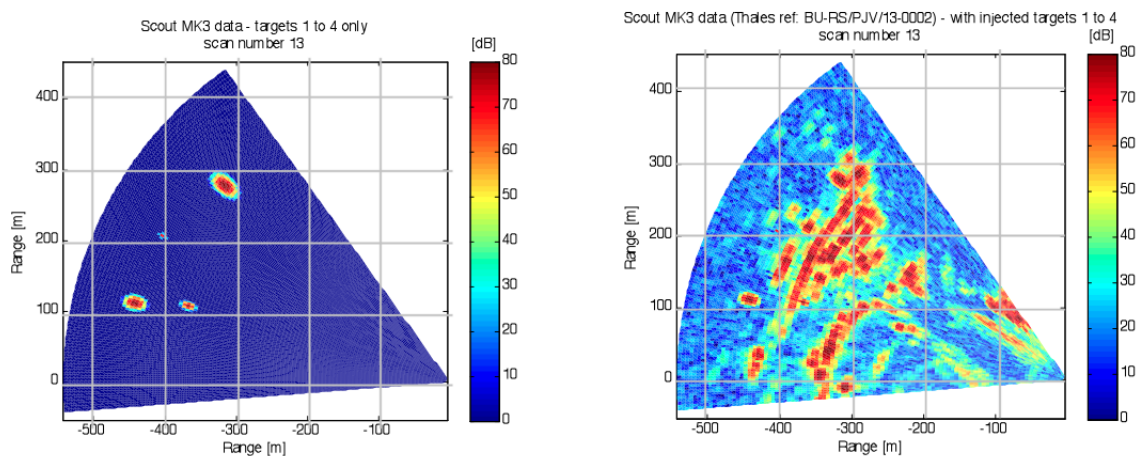 Scout MK3 data - targets 1 to 4 only
scan number 13
[dB]
80
70
60
50
40
30
20
10
0
400
300
200
100
0
Range [m]
-500 -400 -300 -200 -100
Range [m]
Scout MK3 data (Thales ref: BU-RS/PJV/13-0002) - with injected targets 1 to 4
scan number 13
[dB]
80
70
60
50
40
30
20
10
0
400
300
200
100
0
Range [m]
-500 -400 -300 -200 -100
Range [m]